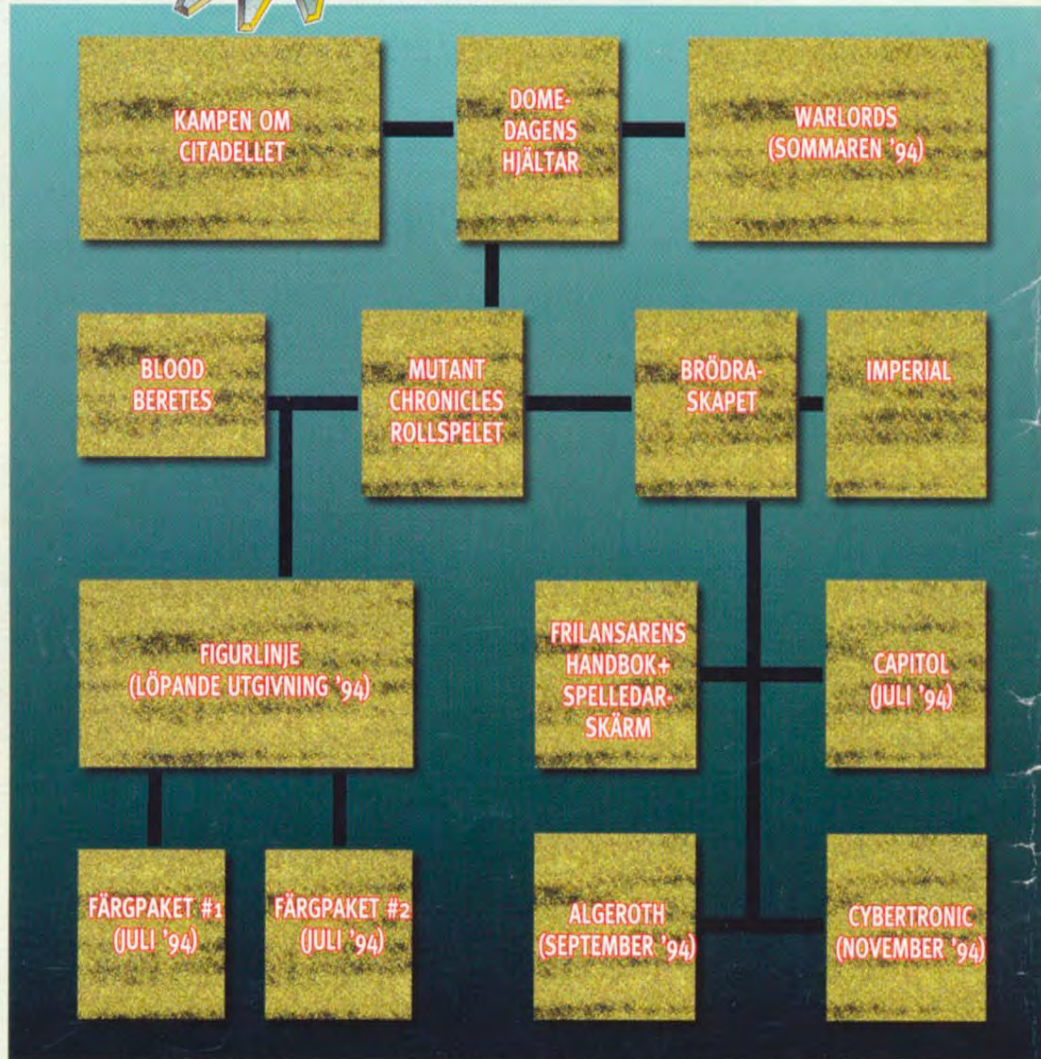 KAMPEN OM
CITADELLET
DOME-
DAGENS
HJÄLTAR
WARLORDS
(SOMMAREN '94)
BLOOD
BERETES
MUTANT
CHRONICLES
ROLLSPELET
BRÖDRA-
SKAPET
IMPERIAL
FIGURLINJE
(LÖPANDE UTGIVNING '94)
FRILANSARENS
HANDBOK+
SPELLEDAR-
SKÄRM
CAPITOL
(JULI '94)
FÄRGPAKET #1
(JULI '94)
FÄRGPAKET #2
(JULI '94)
ALGEROTH
(SEPTEMBER '94)
CYBERTRONIC
(NOVEMBER '94)